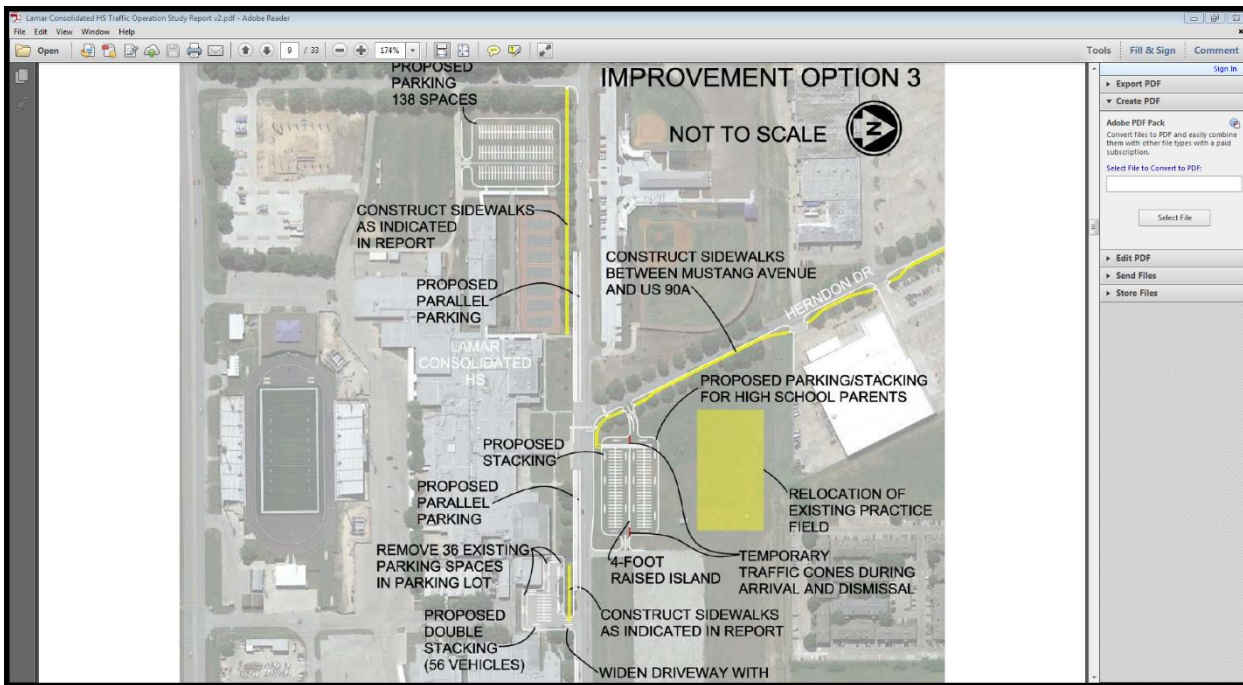 Lamar Consolidated HS Traffic Operation Study Report v2.pdf - Adobe Reader
File Edit View Window Help
Open 9 / 33 174% Tools Fill & Sign Comment
Sign In
Export PDF
Create PDF
Adobe PDF Pack
Convert files to PDF and easily combine
them with other file types with a paid
subscription.
Select File to Convert to PDF:
Select File
Edit PDF
Send Files
Store Files
PROPOSED
PARKING
138 SPACES
IMPROVEMENT OPTION 3
NOT TO SCALE
N
CONSTRUCT SIDEWALKS
AS INDICATED
IN REPORT
CONSTRUCT SIDEWALKS
BETWEEN MUSTANG AVENUE
AND US 90A
HERNDON DR
PROPOSED
PARALLEL
PARKING
LAMAR
CONSOLIDATED
HS
PROPOSED PARKING/STACKING
FOR HIGH SCHOOL PARENTS
PROPOSED
STACKING
PROPOSED
PARALLEL
PARKING
RELOCATION OF
EXISTING PRACTICE
FIELD
REMOVE 36 EXISTING
PARKING SPACES
IN PARKING LOT
4-FOOT
RAISED ISLAND
TEMPORARY
TRAFFIC CONES DURING
ARRIVAL AND DISMISSAL
PROPOSED
DOUBLE
STACKING
(56 VEHICLES)
CONSTRUCT SIDEWALKS
AS INDICATED IN REPORT
WIDEN DRIVEWAY WITH